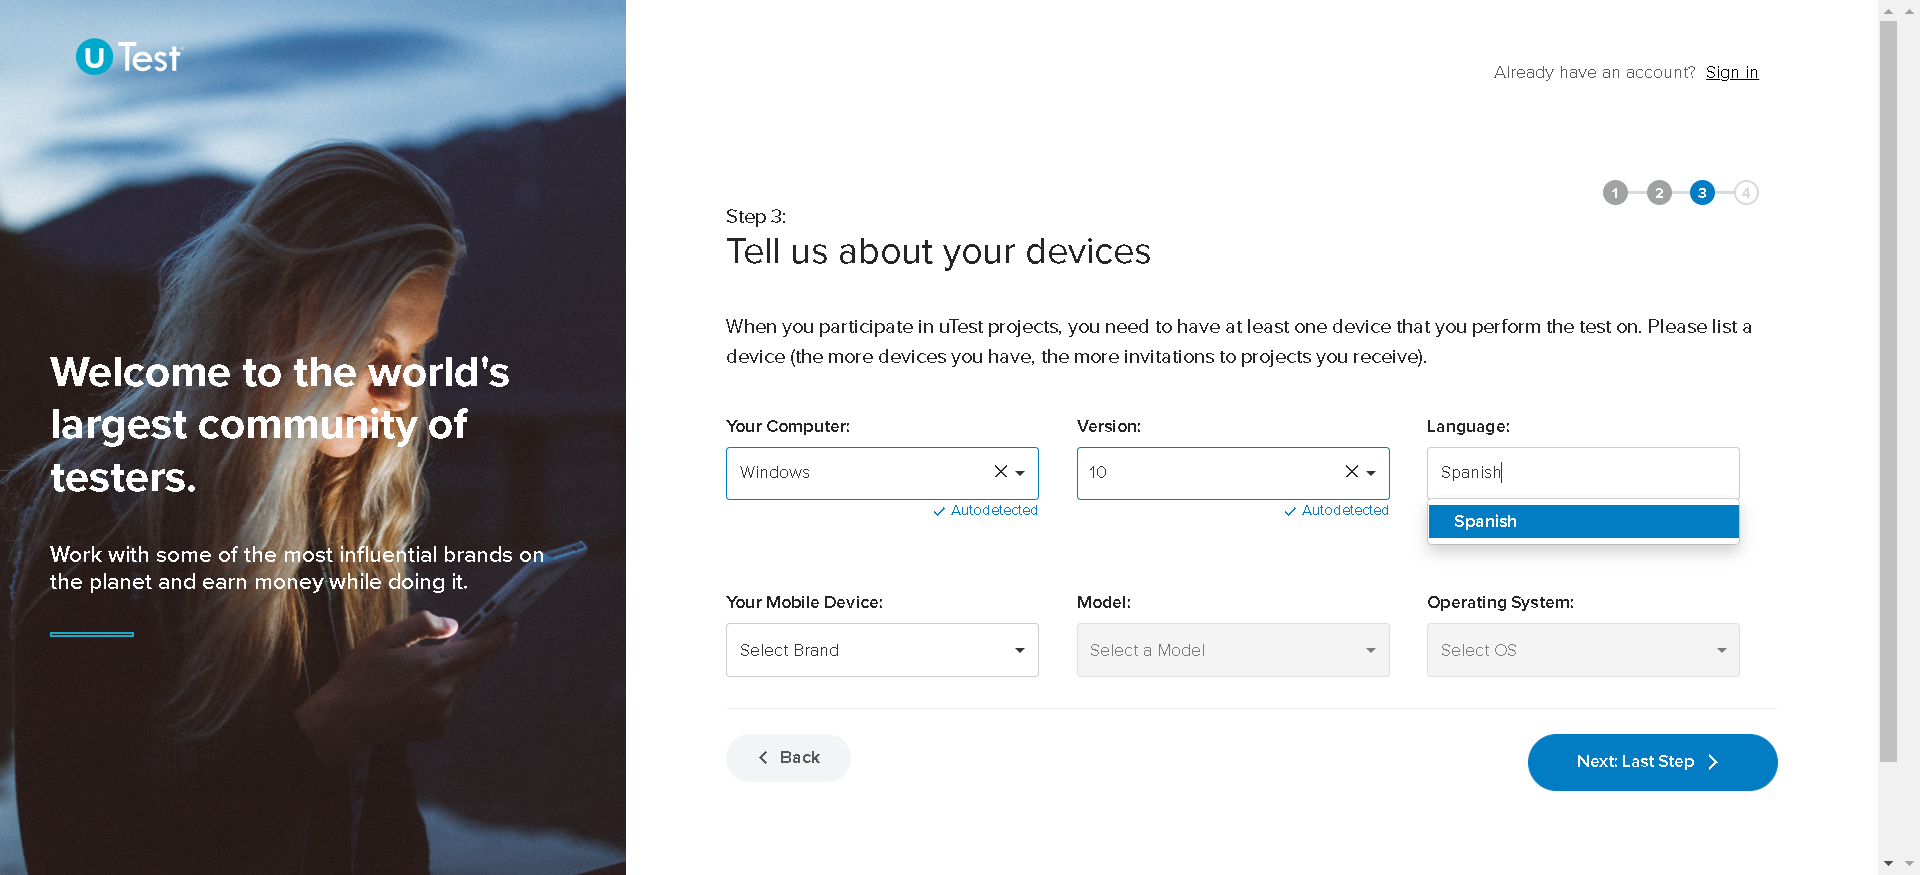 U Test
Welcome to the world's
largest community of
testers.
Work with some of the most influential brands on
the planet and earn money while doing it.
Already have an account? Sign in
1 2 3 4
Step 3:
Tell us about your devices
When you participate in uTest projects, you need to have at least one device that you perform the test on. Please list a
device (the more devices you have, the more invitations to projects you receive).
Your Computer: Version: Language:
Windows 10 Spanish
Autodetected Autodetected
Spanish
Your Mobile Device: Model: Operating System:
Select Brand Select a Model Select OS
Back
Next: Last Step